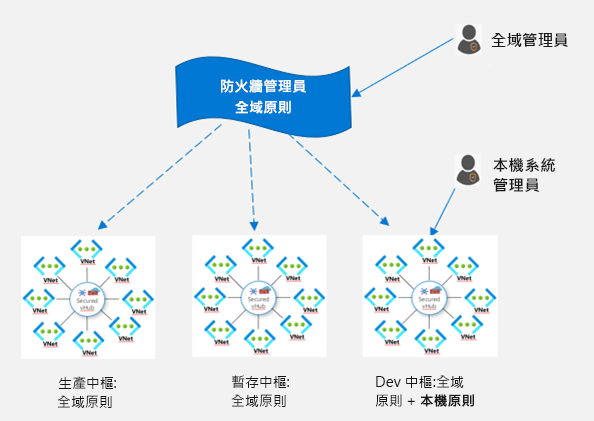 全域管理員
防火牆管理員
全域原則
本機系統
管理員
VNet
VNet
VNet
VNet
VNet
VNet
VNet
Secured
vHub
VNet
VNet
VNet
VNet
VNet
VNet
VNet
Secured
vHub
VNet
VNet
VNet
VNet
VNet
VNet
VNet
Secured
vHub
生產中樞:
全域原則
暫存中樞:
全域原則
Dev 中樞:全域
原則 + 本機原則